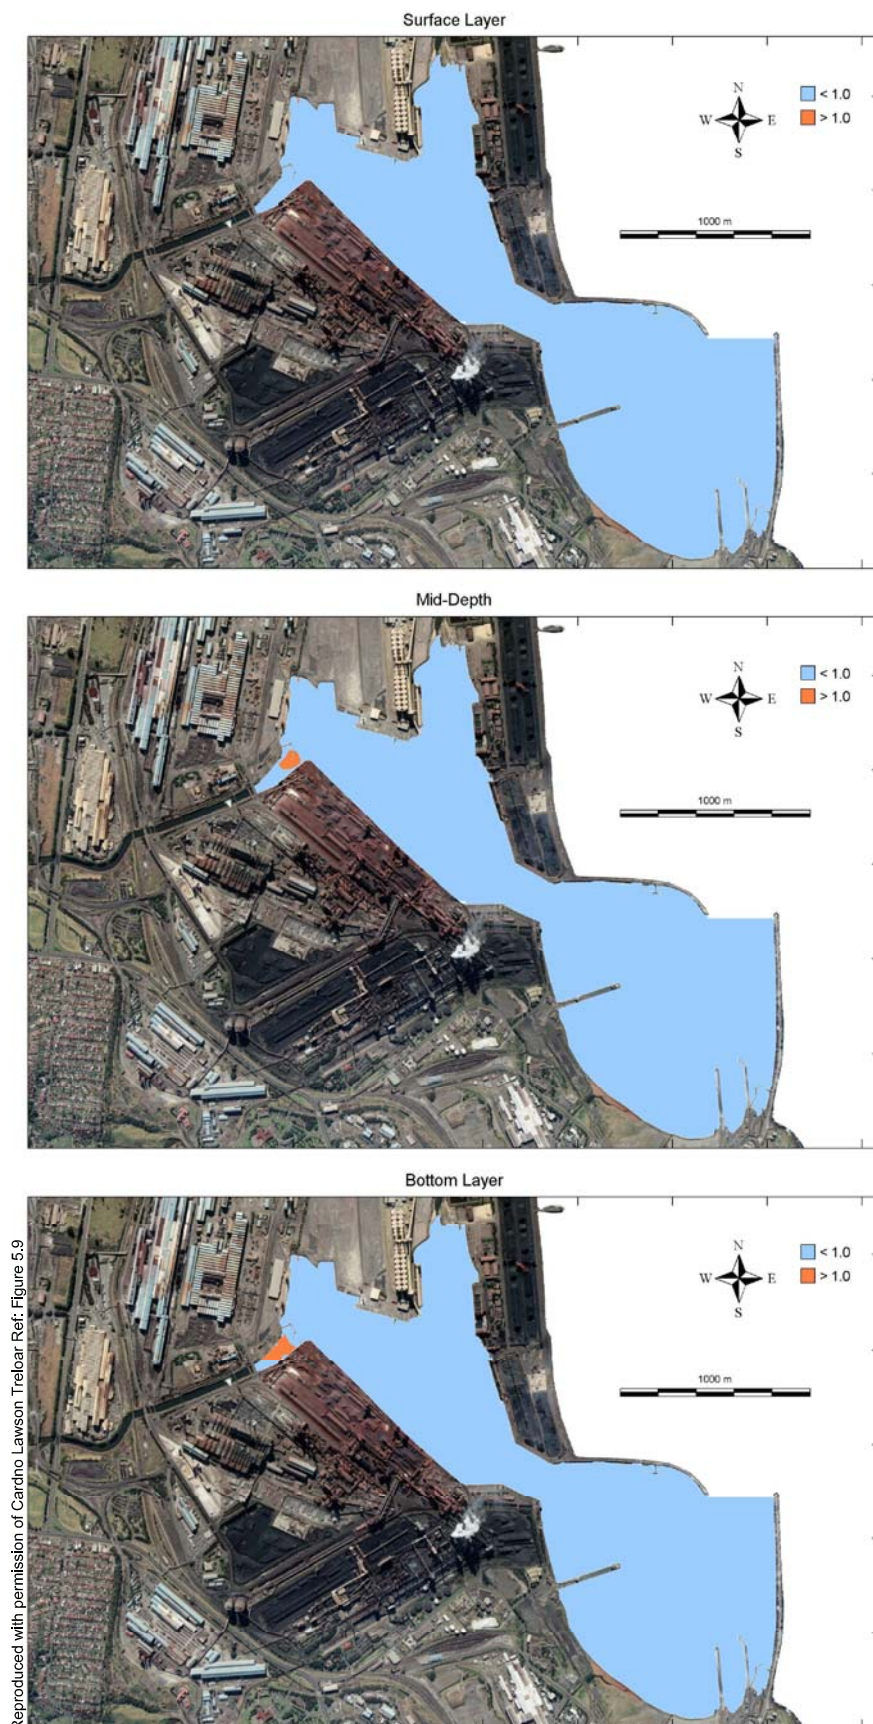 Surface Layer
N
W E
S
< 1.0
> 1.0
1000 m
Mid-Depth
N
W E
S
< 1.0
> 1.0
1000 m
Bottom Layer
N
W E
S
< 1.0
> 1.0
1000 m
Reproduced with permission of Cardno Lawson Treloar Ref: Figure 5.9